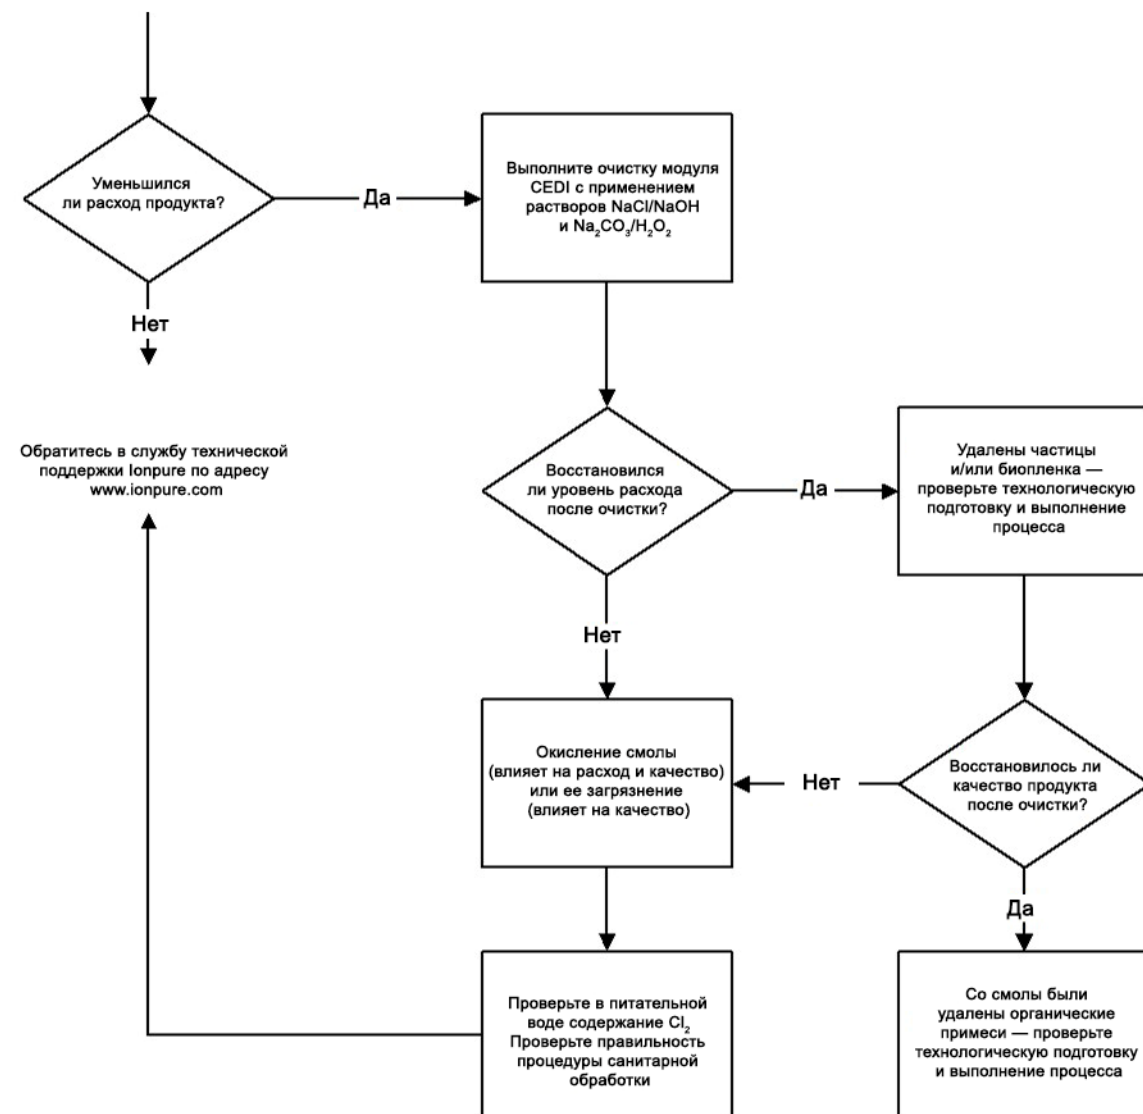 Уменьшился
ли расход продукта?
Да
Выполните очистку модуля
CEDI с применением
растворов NaCl/NaOH
и Na₂CO₃/H₂O₂
Нет
Обратитесь в службу технической
поддержки Ionpure по адресу
www.ionpure.com
Восстановился
ли уровень расхода
после очистки?
Да
Удалены частицы
и/или биопленка —
проверьте технологическую
подготовку и выполнение
процесса
Нет
Окисление смолы
(влияет на расход и качество)
или ее загрязнение
(влияет на качество)
Нет
Восстановилось ли
качество продукта
после очистки?
Да
Проверьте в питательной
воде содержание Cl₂
Проверьте правильность
процедуры санитарной
обработки
Со смолы были
удалены органические
примеси — проверьте
технологическую подготовку
и выполнение процесса